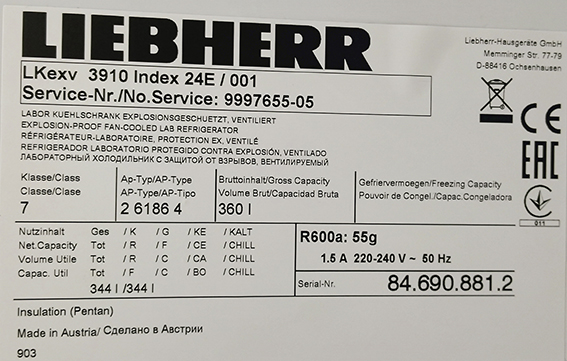 LIEBHERR
Liebherr-Hausgeräte GmbH
Memminger Str. 77-79
D-88416 Ochsenhausen
LKexv 3910 Index 24E / 001
Service-Nr./No.Service: 9997655-05
LABOR KUEHLSCHRANK EXPLOSIONSGESCHUETZT, VENTILIERT
EXPLOSION-PROOF FAN-COOLED LAB REFRIGERATOR
RÉFRIGÉRATEUR-LABORATOIRE, PROTECTION EX, VENTILÉ
REFRIGERADOR LABORATORIO PROTEGIDO CONTRA EXPLOSIÓN, VENTILADO
ЛАБОРАТОРНЫЙ ХОЛОДИЛЬНИК С ЗАЩИТОЙ ОТ ВЗРЫВОВ, ВЕНТИЛИРУЕМЫЙ
CE
EAC
011
Klasse/Class
Classe/Clase
7
Ap-Typ/AP-Type
AP-Type/AP-Tipo
2 6186 4
Bruttoinhalt/Gross Capacity
Volume Brut/Capacidad Bruta
360 l
Gefriervermoegen/Freezing Capacity
Pouvoir de Congel./Capac.Congeladora
Nutzinhalt Ges / K / G / KE / KALT
Net.Capacity Tot / R / F / CE / CHILL
Volume Utile Tot / R / C / CA / CHILL
Capac. Util Tot / F / C / BO / CHILL
344 l /344 l
R600a: 55g
1.5 A 220-240 V ~ 50 Hz
Serial-Nr. 84.690.881.2
Insulation (Pentan)
Made in Austria/ Сделано в Австрии
903